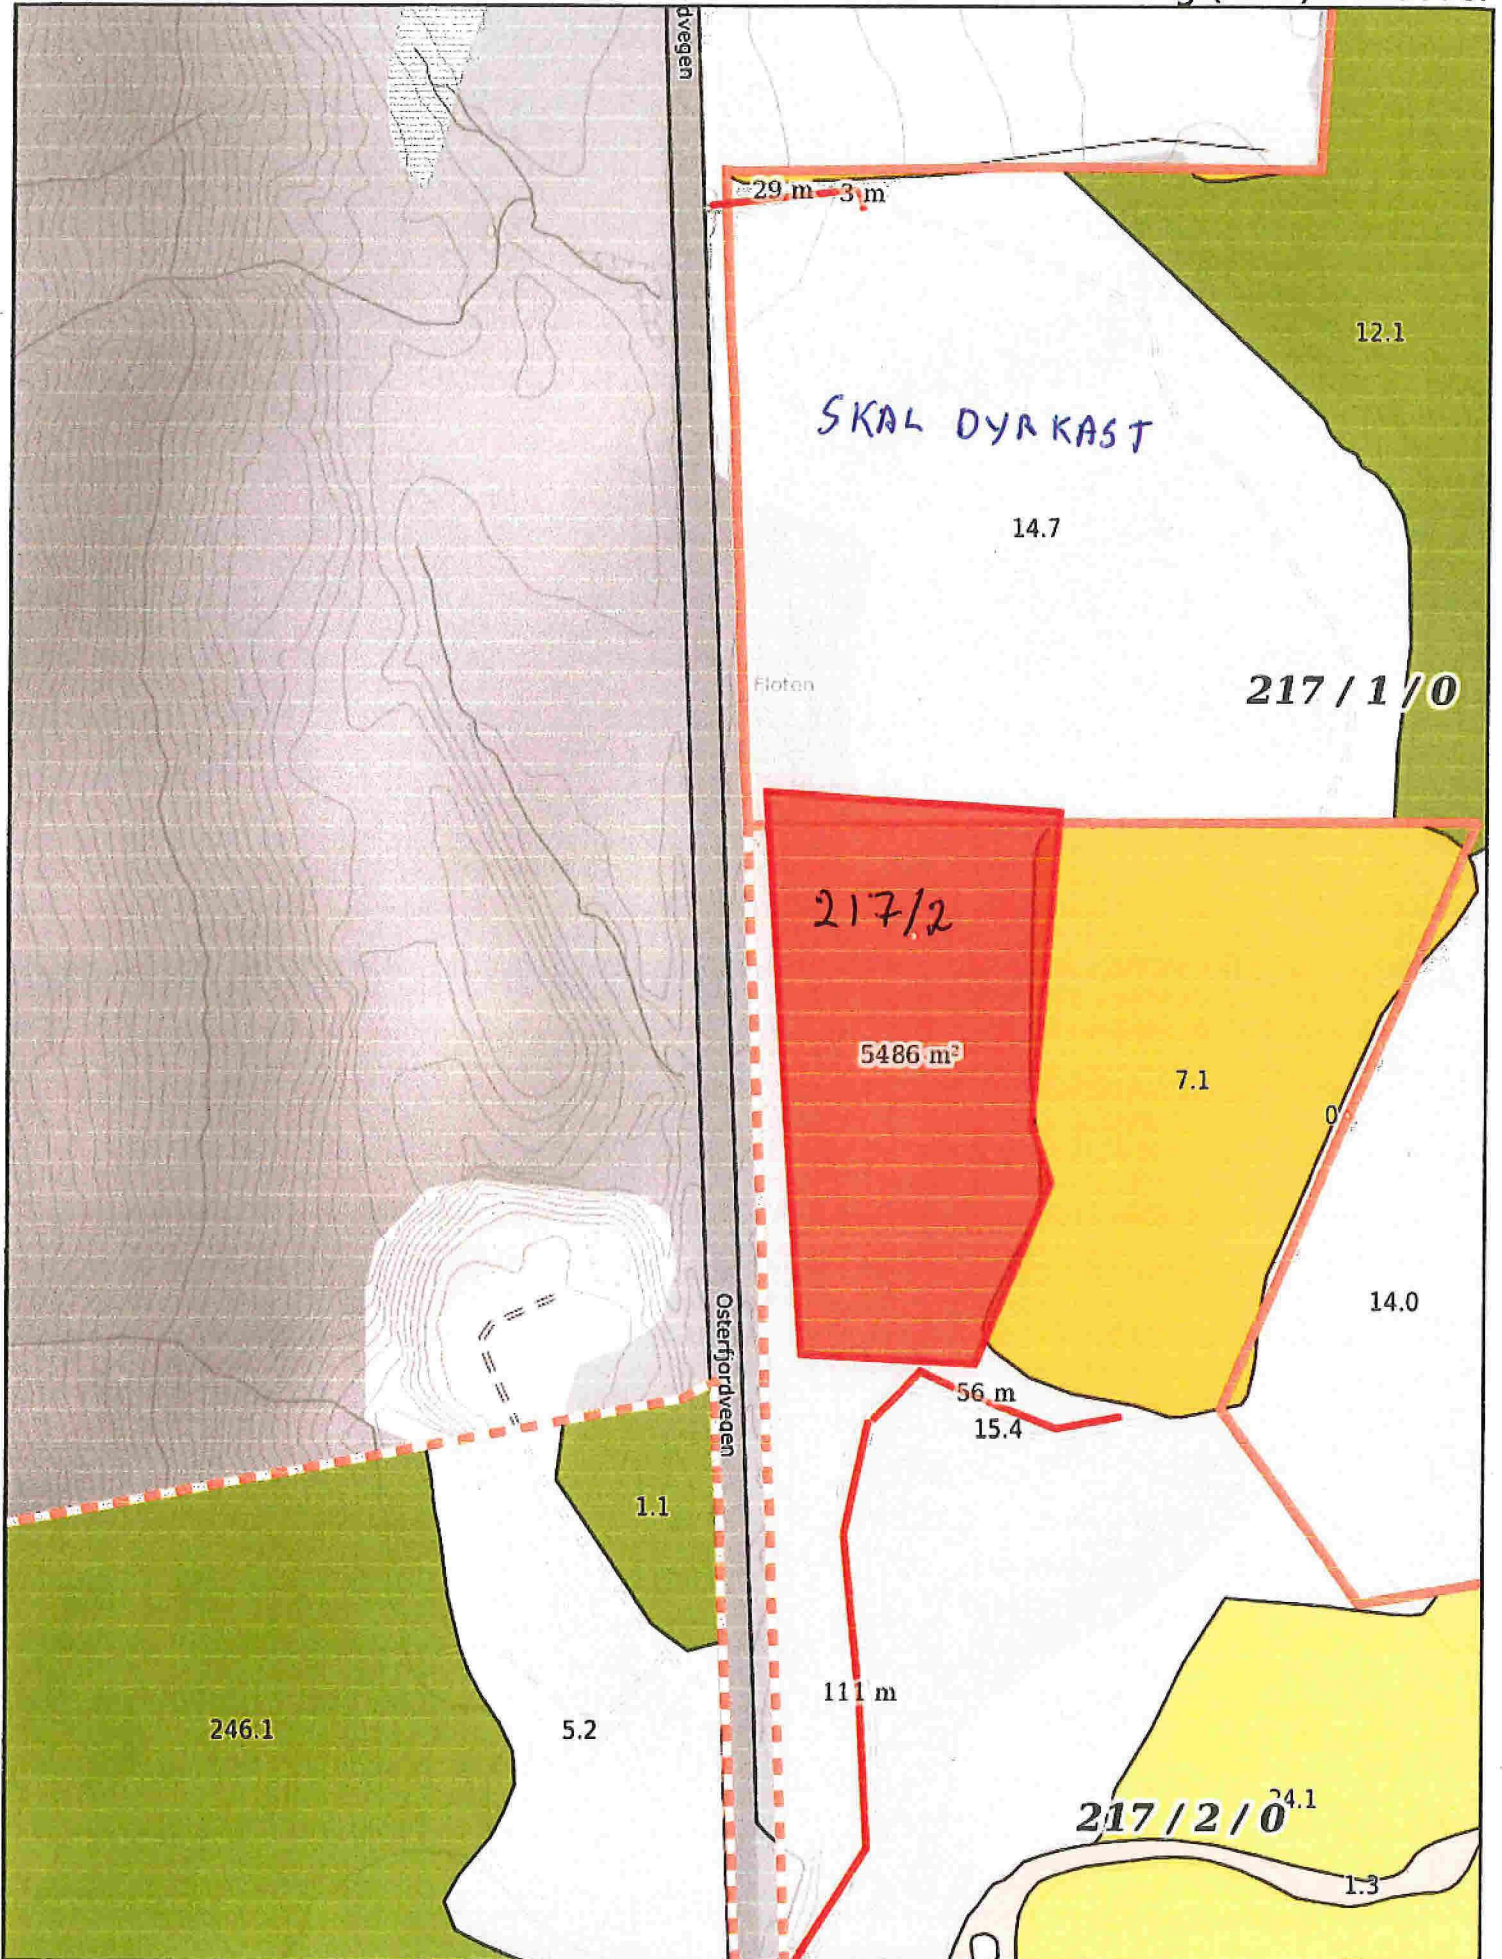 dvegen
29 m 3 m
12.1
SKAL DYRKAST
14.7
217 / 1 / 0
Floten
217/2
5486 m²
7.1
0
14.0
Osterfjordvegen
56 m
15.4
1.1
111 m
246.1
5.2
24.1
217 / 2 / 0
1.3